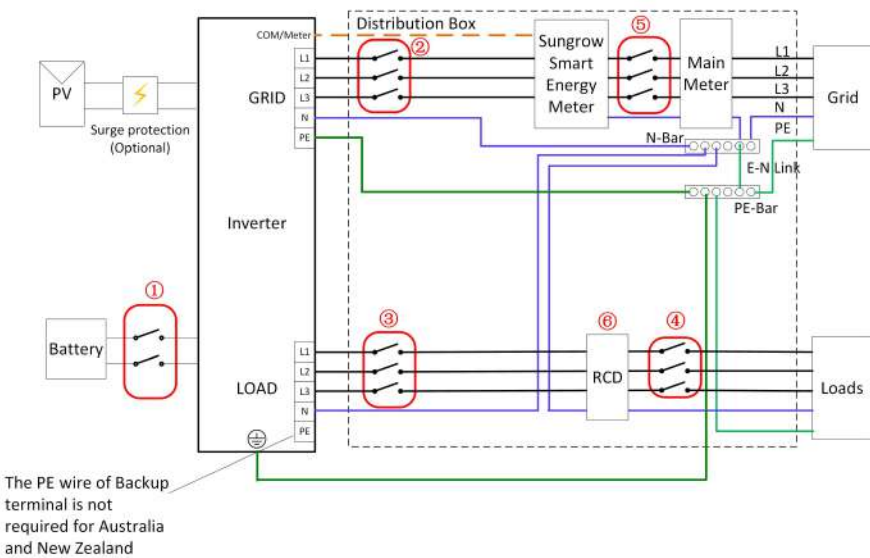 Distribution Box
COM/Meter
②
⑤
Sungrow
Smart
Energy
Meter
Main
Meter
L1
L2
L3
N
PE
Grid
L1
L2
L3
N
PE
GRID
PV
Surge protection
(Optional)
N-Bar
E-N Link
PE-Bar
Inverter
①
③
⑥
④
Battery
LOAD
L1
L2
L3
N
PE
RCD
Loads
The PE wire of Backup
terminal is not
required for Australia
and New Zealand